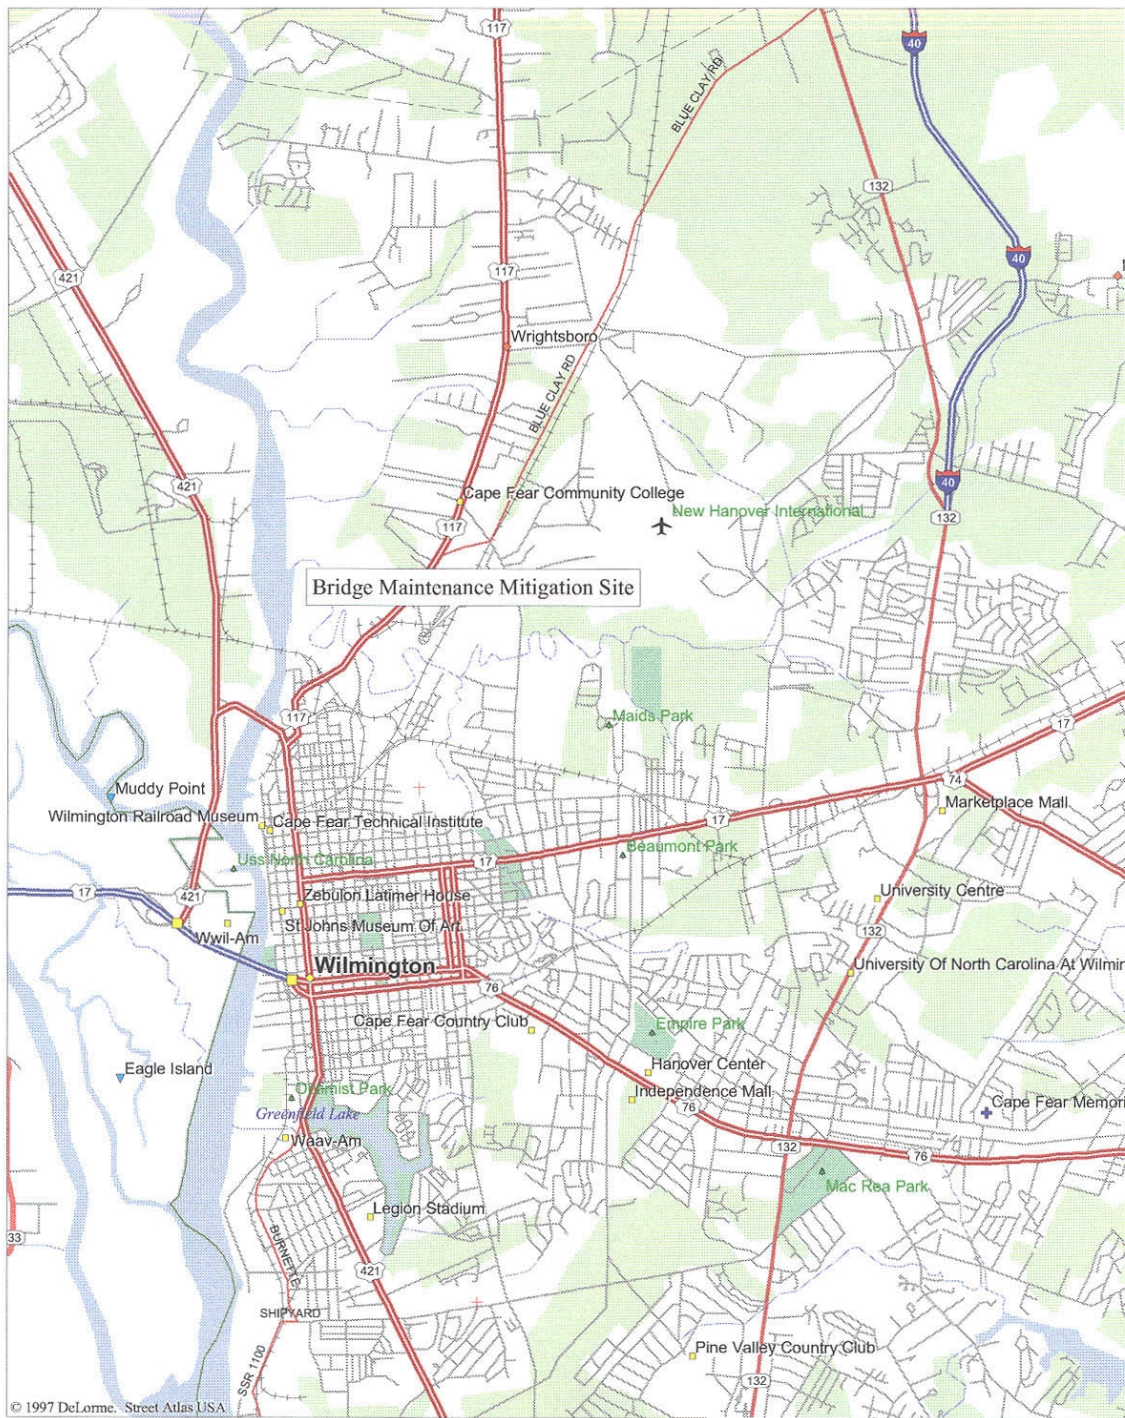 117
40
BLUE CLAY RD
132
40
421
117
Wrightsboro
BLUE CLAY RD
421
40
Cape Fear Community College
New Hanover International
117
132
Bridge Maintenance Mitigation Site
117
Maids Park
17
74
Muddy Point
Marketplace Mall
Wilmington Railroad Museum
Cape Fear Technical Institute
17
Beaumont Park
Uss North Carolina
17
17
421
Zebulon Latimer House
University Centre
St Johns Museum Of Art
Wwil-Am
132
Wilmington
University Of North Carolina At Wilmin
76
Cape Fear Country Club
Empire Park
Eagle Island
Hanover Center
Optimist Park
Independence Mall
76
Cape Fear Memori
Greenfield Lake
Waav-Am
132
76
Mac Rea Park
Legion Stadium
33
BURNETTE
421
SHIPYARD
Pine Valley Country Club
SSR 1100
132
© 1997 DeLorme. Street Atlas USA